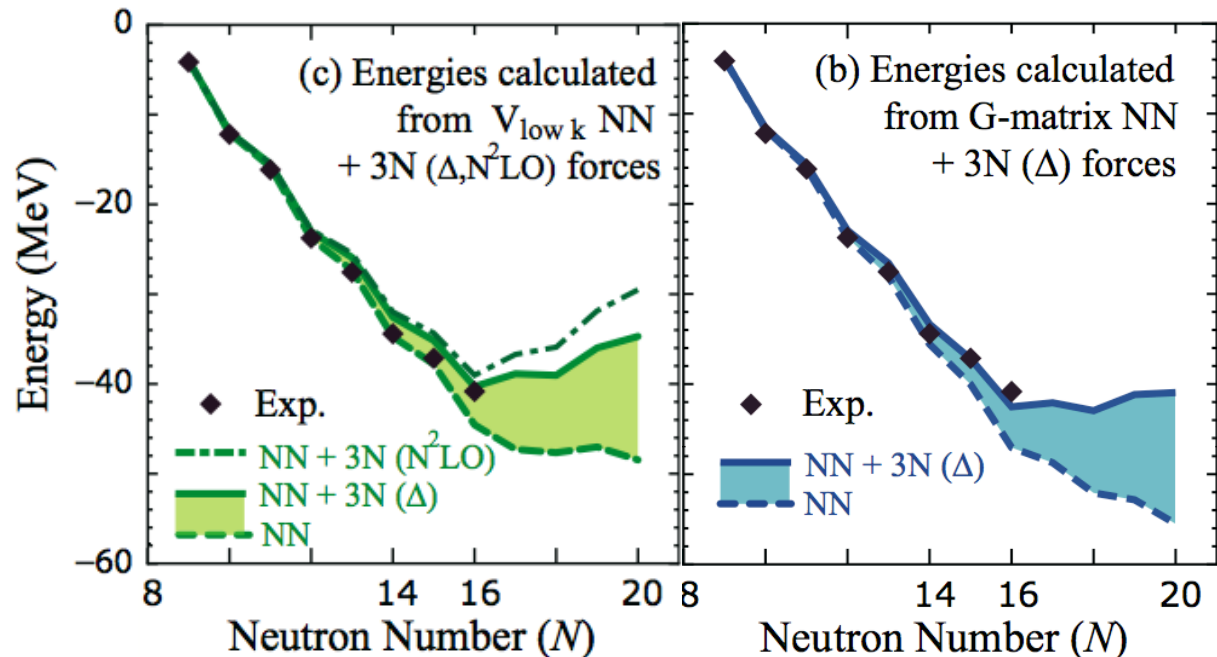 0
−20
−40
−60
Energy (MeV)
(c) Energies calculated
from V_low k NN
+ 3N (Δ,N²LO) forces
Exp.
NN + 3N (N²LO)
NN + 3N (Δ)
NN
8
14
16
20
Neutron Number (N)
(b) Energies calculated
from G-matrix NN
+ 3N (Δ) forces
Exp.
NN + 3N (Δ)
NN
8
14
16
20
Neutron Number (N)